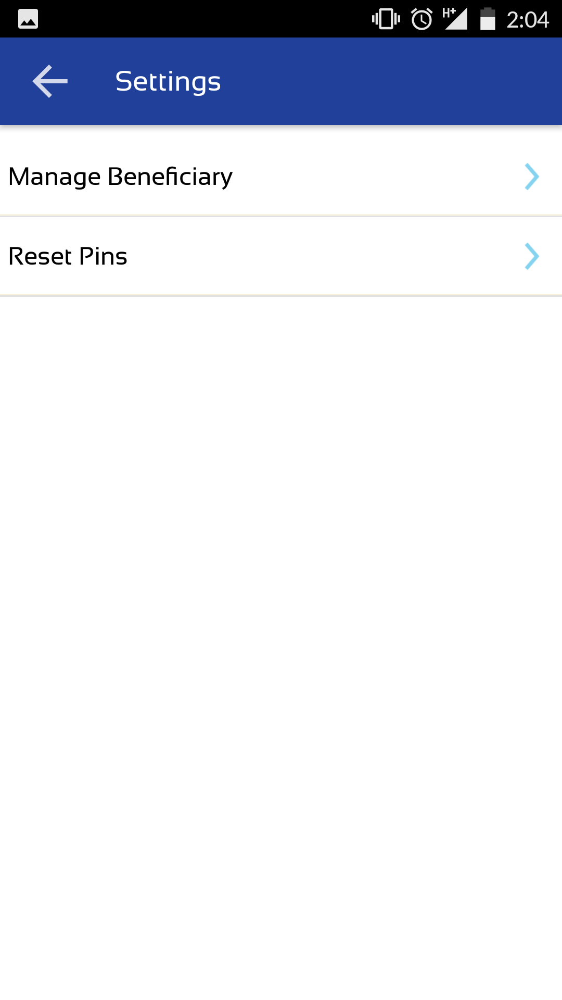 H+ 2:04
Settings
Manage Beneficiary
Reset Pins